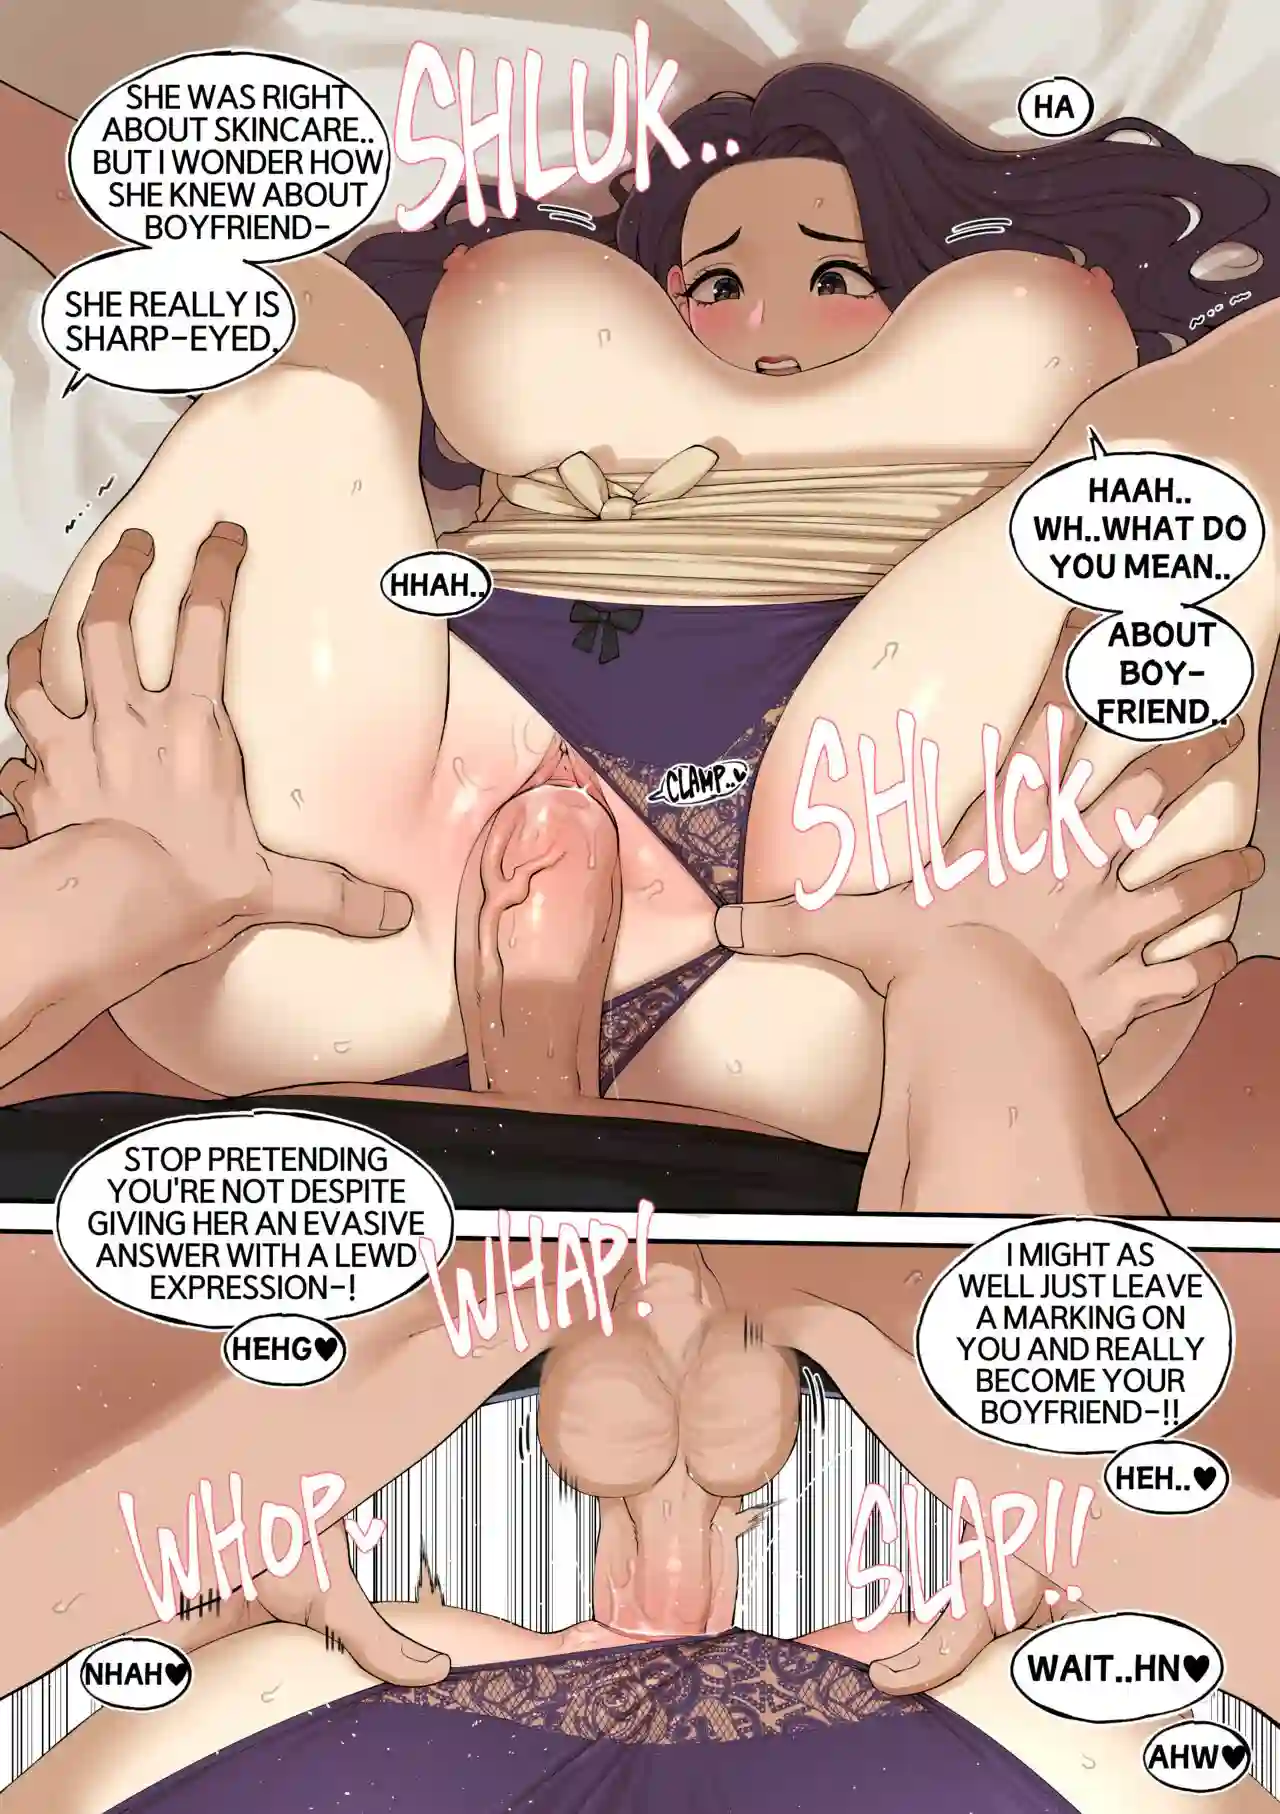 SHE WAS RIGHT
ABOUT SKINCARE..
BUT I WONDER HOW
SHE KNEW ABOUT
BOYFRIEND-
SHLUK..
HA
SHE REALLY IS
SHARP-EYED.
HAAH..
WH..WHAT DO
YOU MEAN..
HHAH..
ABOUT
BOY-
FRIEND..
CLAMP..
SHLICK
STOP PRETENDING
YOU'RE NOT DESPITE
GIVING HER AN EVASIVE
ANSWER WITH A LEWD
EXPRESSION-!
HEHG♥
WHAP!
I MIGHT AS
WELL JUST LEAVE
A MARKING ON
YOU AND REALLY
BECOME YOUR
BOYFRIEND-!!
HEH..♥
WHOP
SLAP!!
NHAH♥
WAIT..HN♥
AHW♥